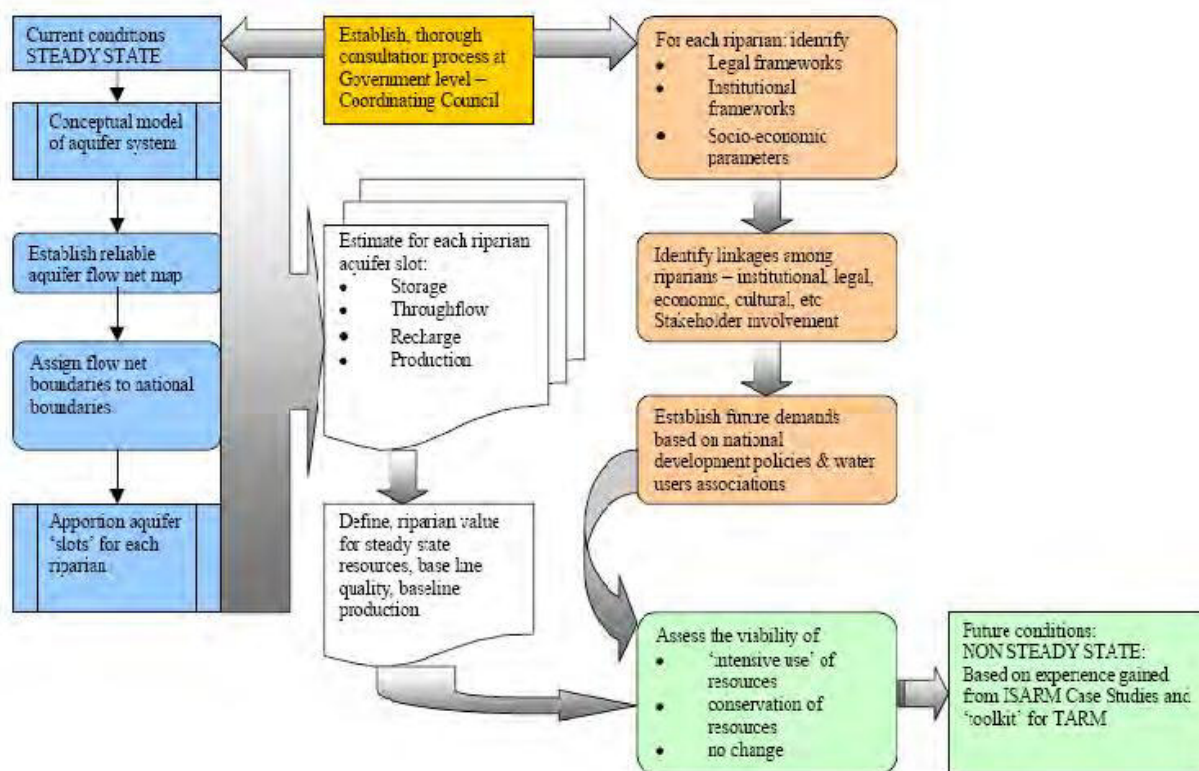 Current conditions
STEADY STATE
Conceptual model
of aquifer system
Establish reliable
aquifer flow net map
Assign flow net
boundaries to national
boundaries
Apportion aquifer
‘slots’ for each
riparian
Establish, thorough
consultation process at
Government level –
Coordinating Council
Estimate for each riparian
aquifer slot:
• Storage
• Throughflow
• Recharge
• Production
Define, riparian value
for steady state
resources, base line
quality, baseline
production
For each riparian: identify
• Legal frameworks
• Institutional
frameworks
• Socio-economic
parameters
Identify linkages among
riparians – institutional, legal,
economic, cultural, etc
Stakeholder involvement
Establish future demands
based on national
development policies & water
users associations
Assess the viability of
• ‘intensive use’ of
resources
• conservation of
resources
• no change
Future conditions:
NON STEADY STATE:
Based on experience gained
from ISARM Case Studies and
‘toolkit’ for TARM